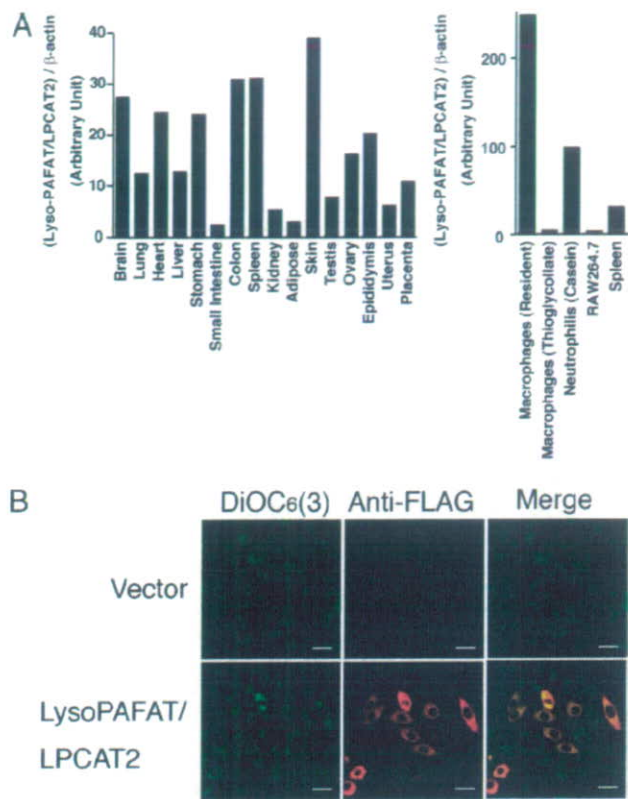 A
(Lyso-PAFAT/LPCAT2) / β-actin
(Arbitrary Unit)
40
30
20
10
0
Brain
Lung
Heart
Liver
Stomach
Small Intestine
Colon
Spleen
Kidney
Adipose
Skin
Testis
Ovary
Epididymis
Uterus
Placenta
(Lyso-PAFAT/LPCAT2) / β-actin
(Arbitrary Unit)
200
100
0
Macrophages (Resident)
Macrophages (Thioglycollate)
Neutrophilis (Casein)
RAW264.7
Spleen
B
DiOC6(3) Anti-FLAG Merge
Vector
LysoPAFAT/
LPCAT2